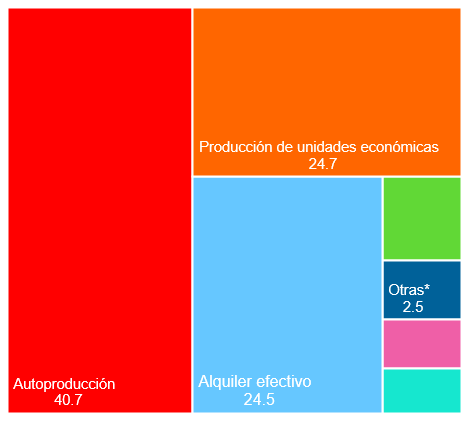 Producción de unidades económicas
24.7
Otras*
2.5
Autoproducción
40.7
Alquiler efectivo
24.5